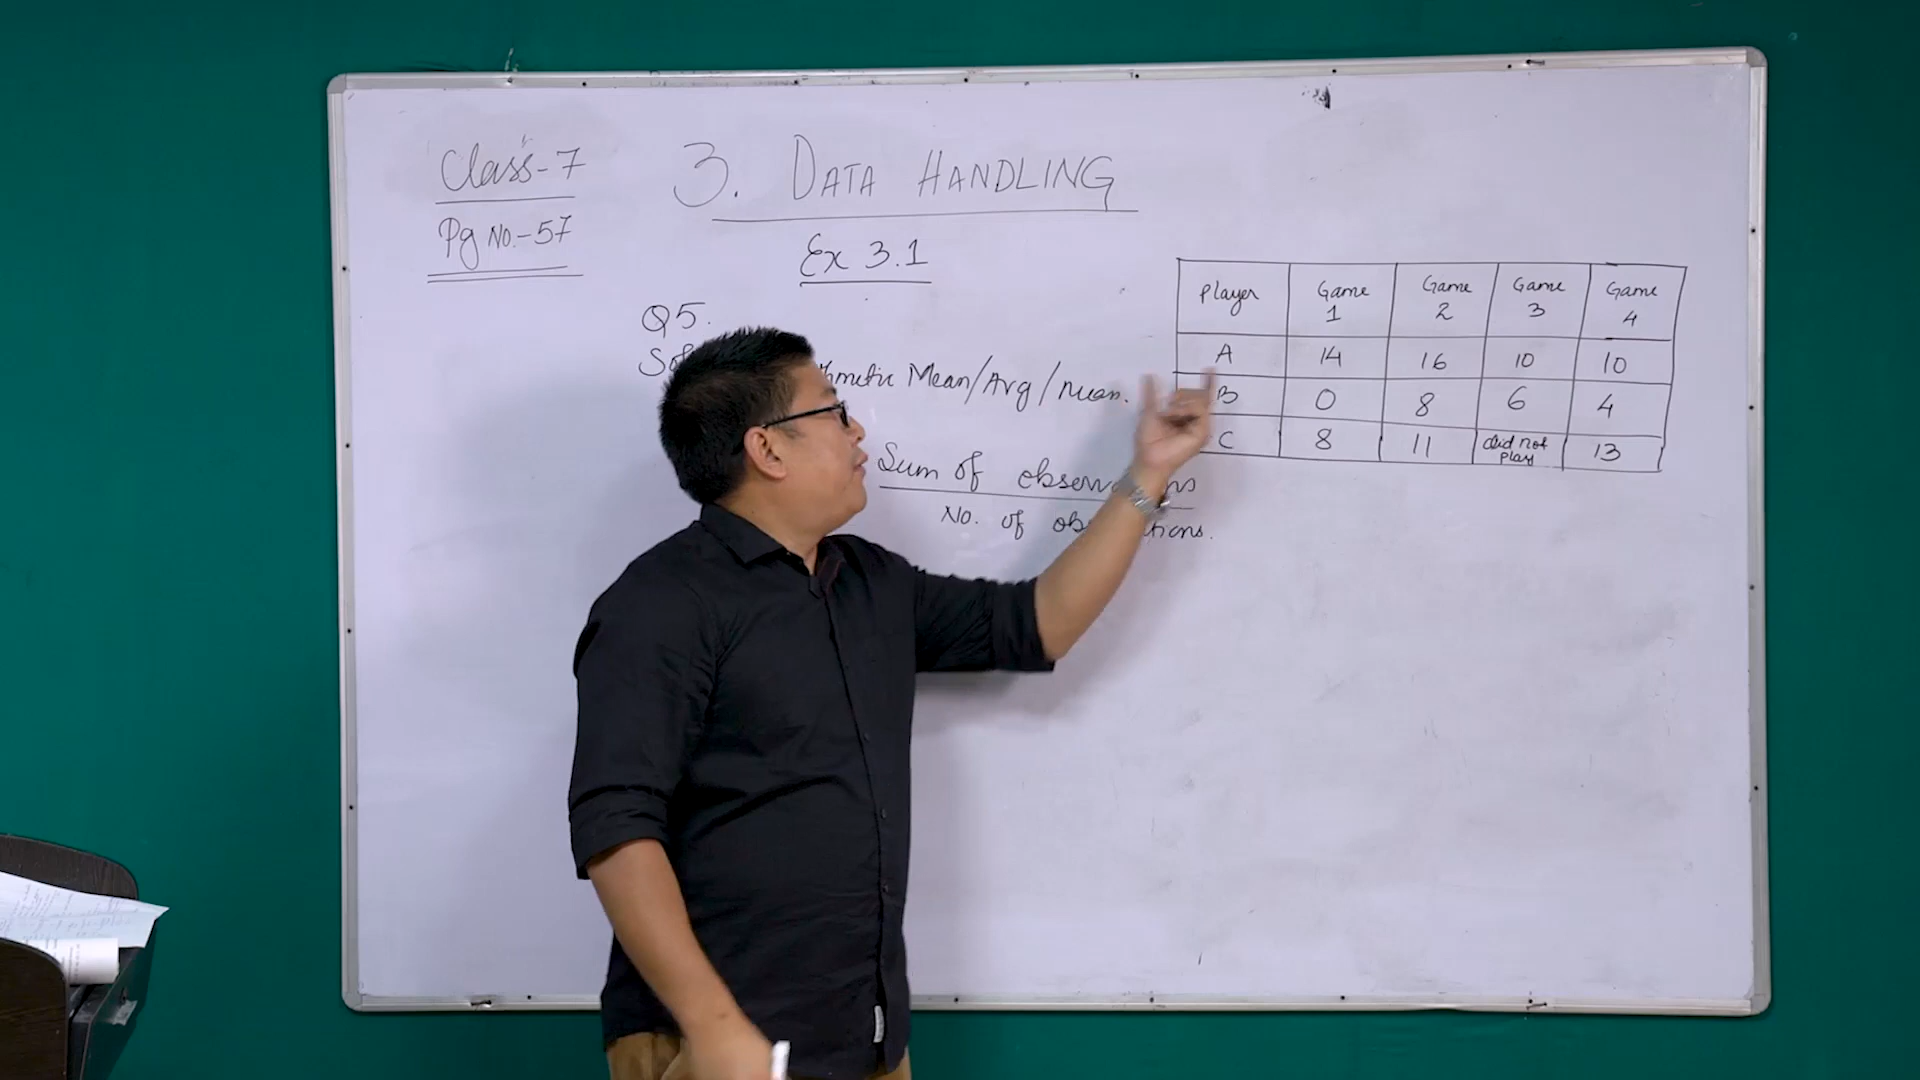 Class-7
Pg No.-57
3. DATA HANDLING
Ex 3.1
Q5.
Mean/Avg/Mean.
Sum of
No. of
Player Game 1 Game 2 Game 3 Game 4
A 14 16 10 10
B 0 8 6 4
C 8 11 did not play 13